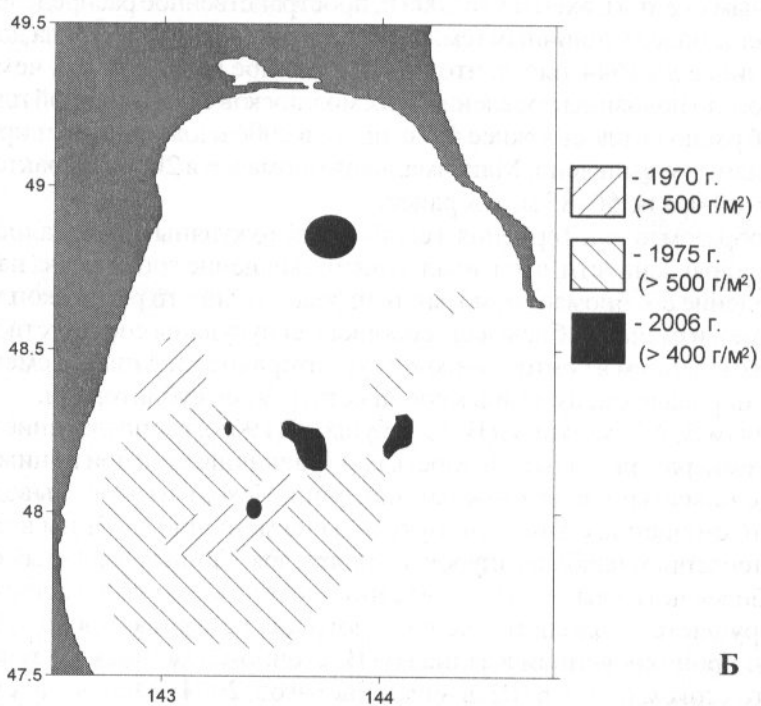 49.5
49
48.5
48
47.5
143
144
- 1970 г.
(> 500 г/м²)
- 1975 г.
(> 500 г/м²)
- 2006 г.
(> 400 г/м²)
Б